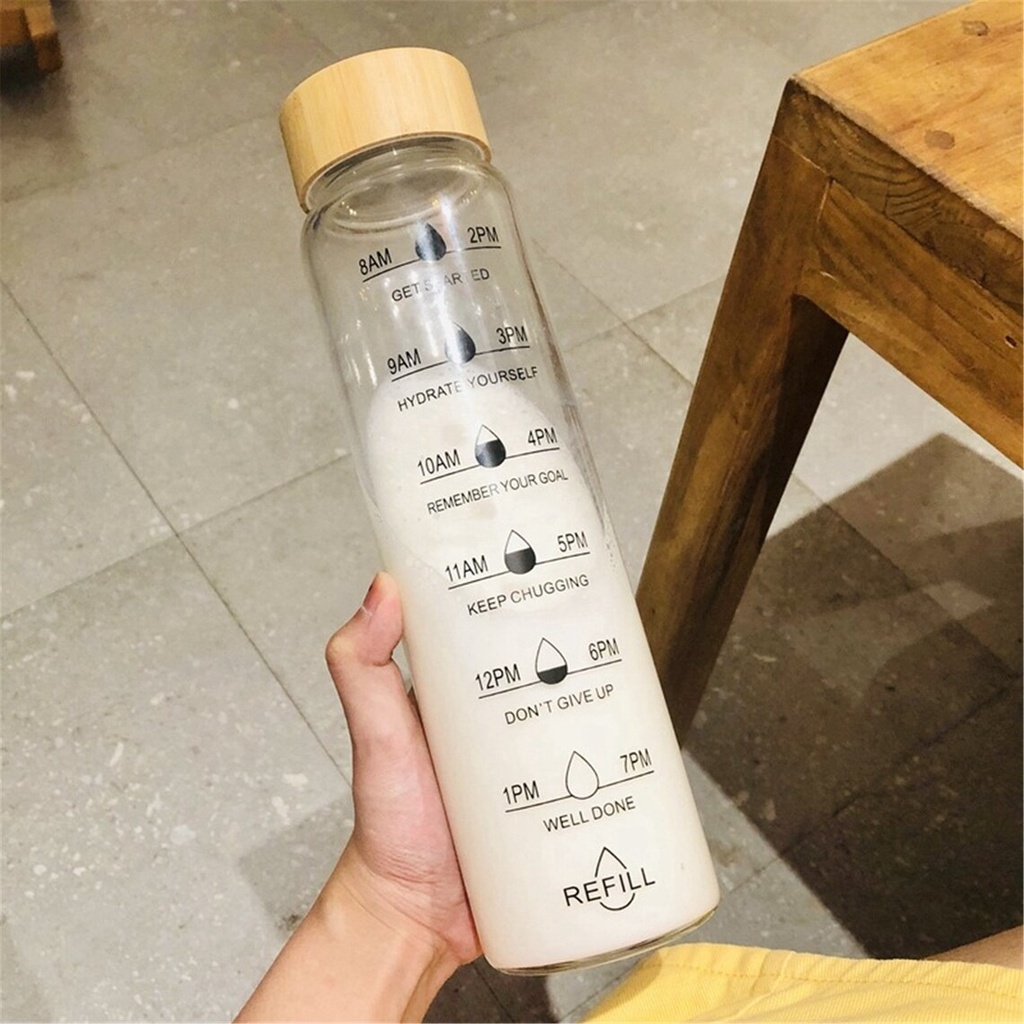 8AM 2PM
GET STARTED
9AM 3PM
HYDRATE YOURSELF
10AM 4PM
REMEMBER YOUR GOAL
11AM 5PM
KEEP CHUGGING
12PM 6PM
DON'T GIVE UP
1PM 7PM
WELL DONE
REFILL